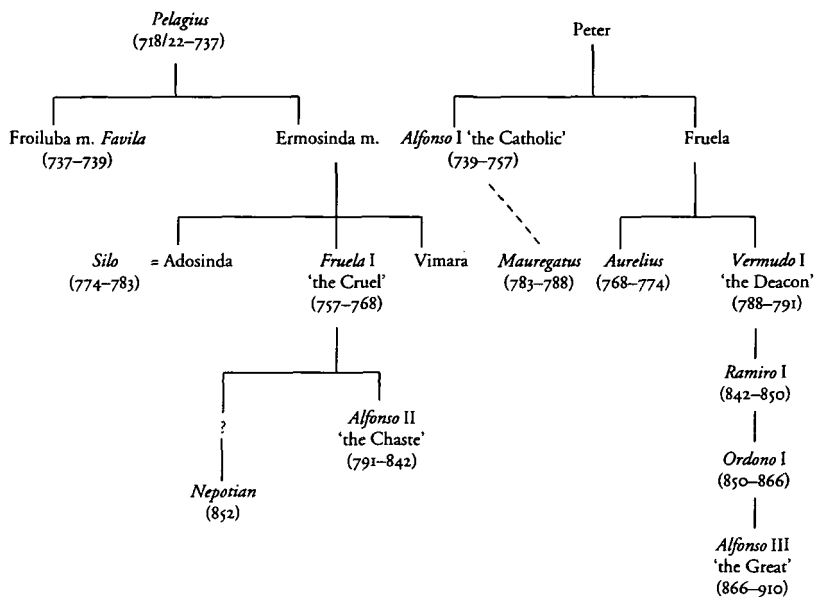 Pelagius
(718/22–737)
Peter
Froiluba m. Favila
(737–739)
Ermosinda m.
Alfonso I 'the Catholic'
(739–757)
Fruela
Silo
(774–783)
= Adosinda
Fruela I
'the Cruel'
(757–768)
Vimara
Mauregatus
(783–788)
Aurelius
(768–774)
Vermudo I
'the Deacon'
(788–791)
?
Nepotian
(852)
Alfonso II
'the Chaste'
(791–842)
Ramiro I
(842–850)
Ordono I
(850–866)
Alfonso III
'the Great'
(866–910)